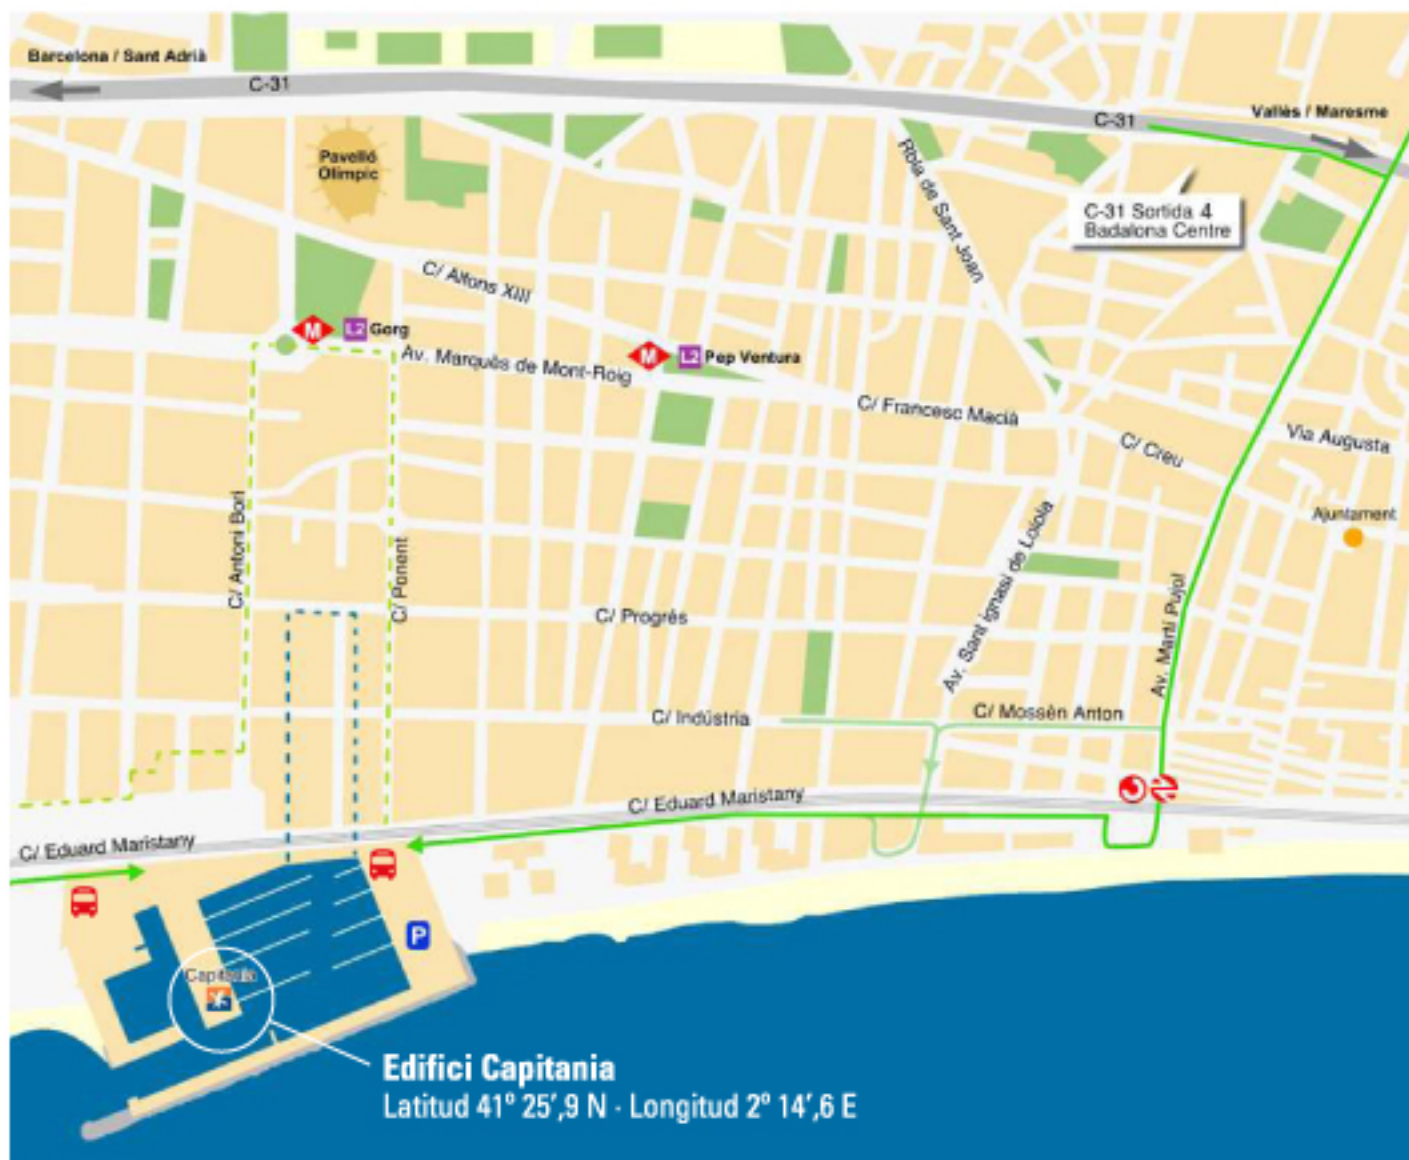 Barcelona / Sant Adrià
C-31
C-31
Vallès / Maresme
Pavelló
Olímpic
Rbla de Sant Joan
C-31 Sortida 4
Badalona Centre
C/ Alfons XIII
M
L2 Gorg
Av. Marquès de Mont-Roig
M
L2 Pep Ventura
C/ Francesc Macià
C/ Creu
Via Augusta
C/ Antoni Bori
C/ Ponent
Av. Sant Ignasi de Loiola
Ajuntament
C/ Progrés
Av. Martí Pujol
C/ Indústria
C/ Mossèn Anton
C/ Eduard Maristany
C/ Eduard Maristany
P
Capitania
Edifici Capitania
Latitud 41º 25',9 N - Longitud 2º 14',6 E